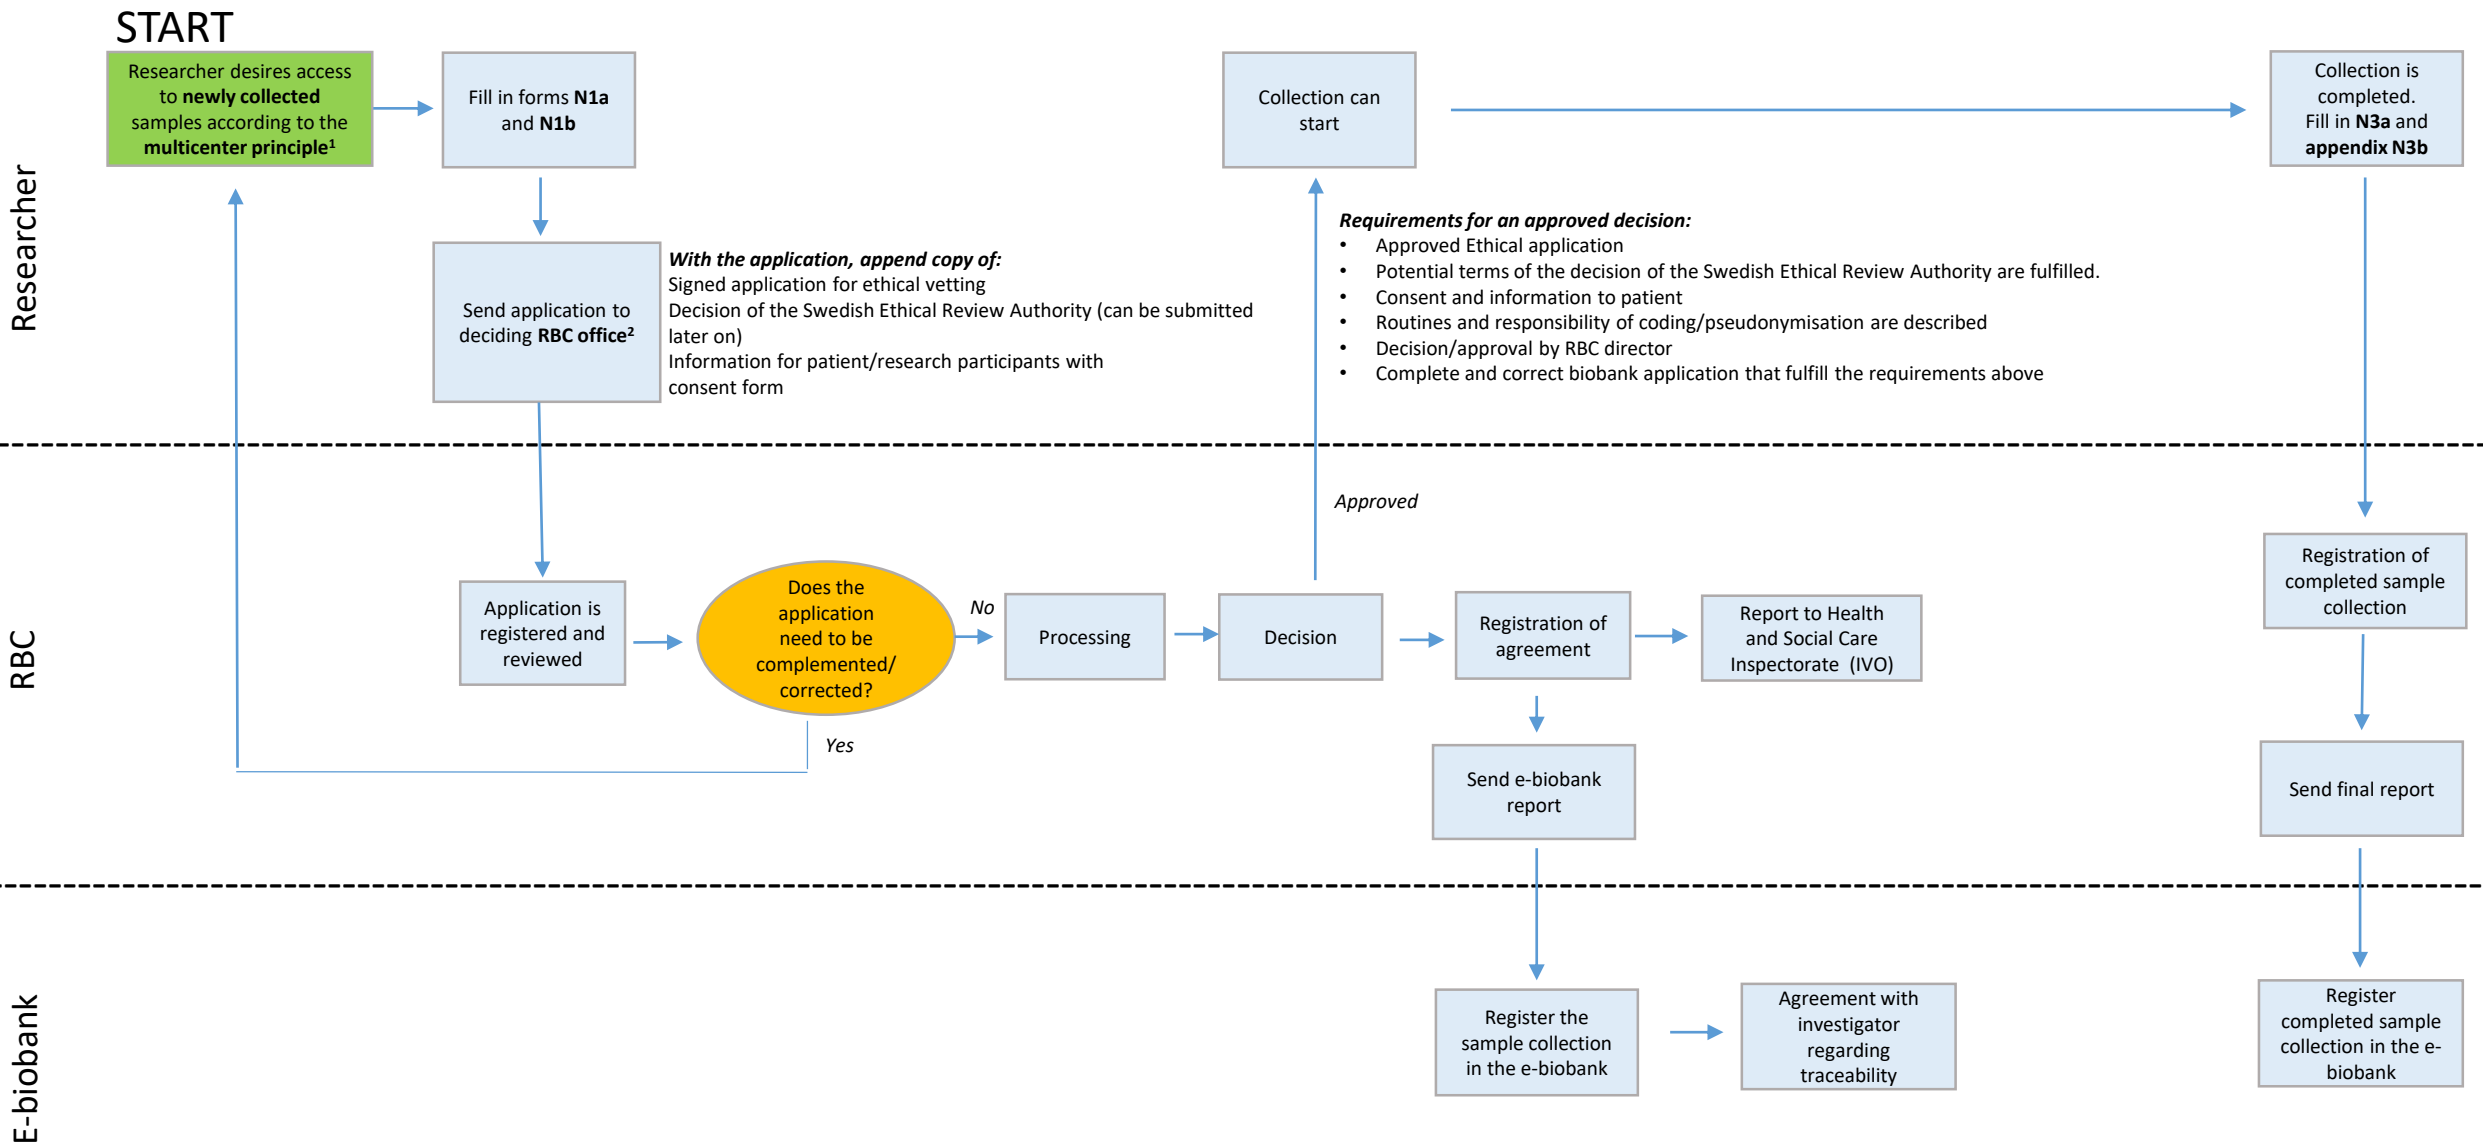 START
Researcher desires access
to newly collected
samples according to the
multicenter principle1
Fill in forms N1a
and N1b
Collection can
start
Collection is
completed.
Fill in N3a and
appendix N3b
Researcher
Send application to
deciding RBC office2
With the application, append copy of:
Signed application for ethical vetting
Decision of the Swedish Ethical Review Authority (can be submitted
later on)
Information for patient/research participants with
consent form
Requirements for an approved decision:
• Approved Ethical application
• Potential terms of the decision of the Swedish Ethical Review Authority are fulfilled.
• Consent and information to patient
• Routines and responsibility of coding/pseudonymisation are described
• Decision/approval by RBC director
• Complete and correct biobank application that fulfill the requirements above
Approved
RBC
Application is
registered and
reviewed
Does the
application
need to be
complemented/
corrected?
No
Yes
Processing
Decision
Registration of
agreement
Report to Health
and Social Care
Inspectorate (IVO)
Registration of
completed sample
collection
Send e-biobank
report
Send final report
E-biobank
Register the
sample collection
in the e-biobank
Agreement with
investigator
regarding
traceability
Register
completed sample
collection in the e-
biobank